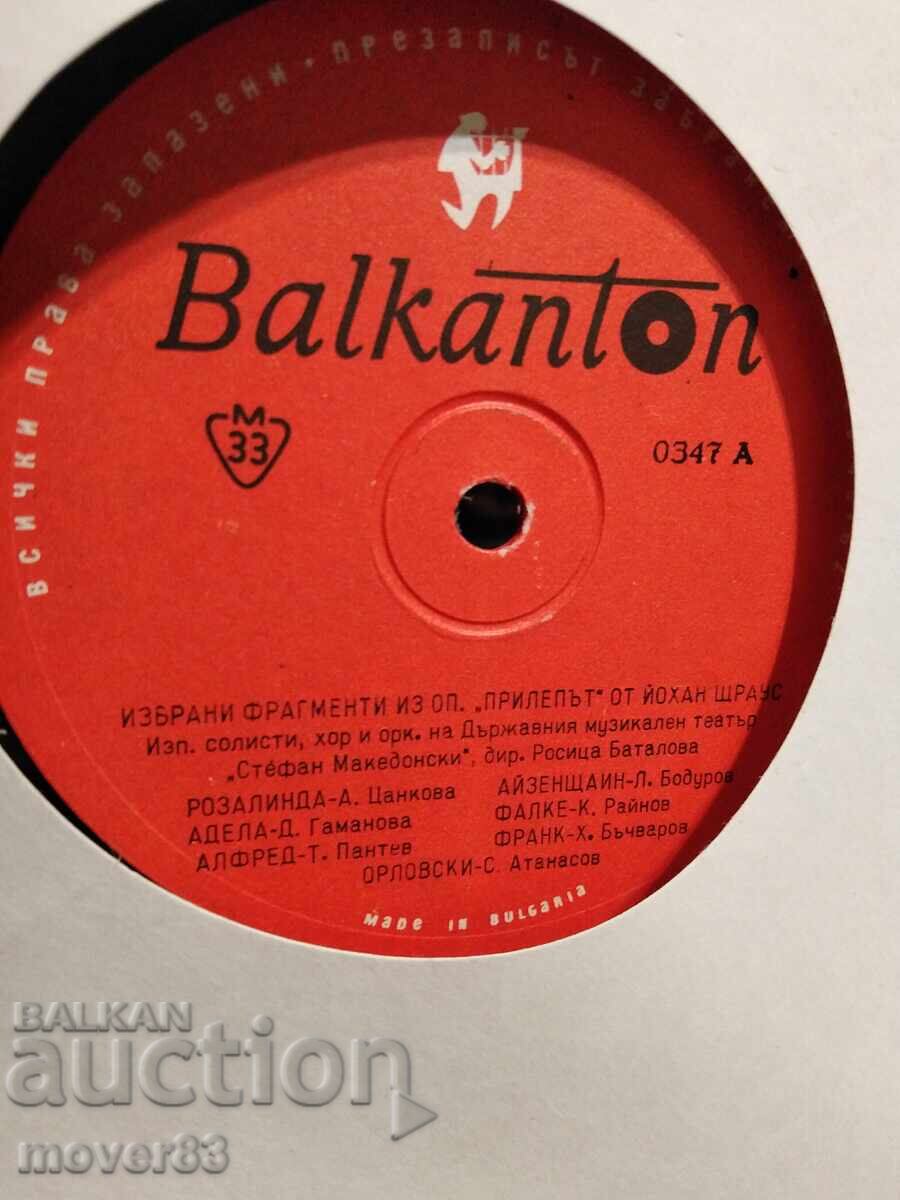 ВСИЧКИ ПРАВА ЗАПАЗЕНИ · ПРЕЗАПИСЪТ
Balkanton
M
33
0347 A
ИЗБРАНИ ФРАГМЕНТИ ИЗ ОП. „ПРИЛЕПЪТ" ОТ ЙОХАН ЩРАУС
Изп. солисти, хор и орк. на Държавния музикален театър
„Стефан Македонски", дир. Росица Баталова
РОЗАЛИНДА-А. Цанкова
АЙЗЕНЩАИН-Л. Бодуров
АДЕЛА-Д. Гаманова
ФАЛКЕ-К. Райнов
АЛФРЕД-Т. Пантев
ФРАНК-Х. Бъчваров
ОРЛОВСКИ-С. Атанасов
MADE IN BULGARIA
BALKAN
auction
mover83